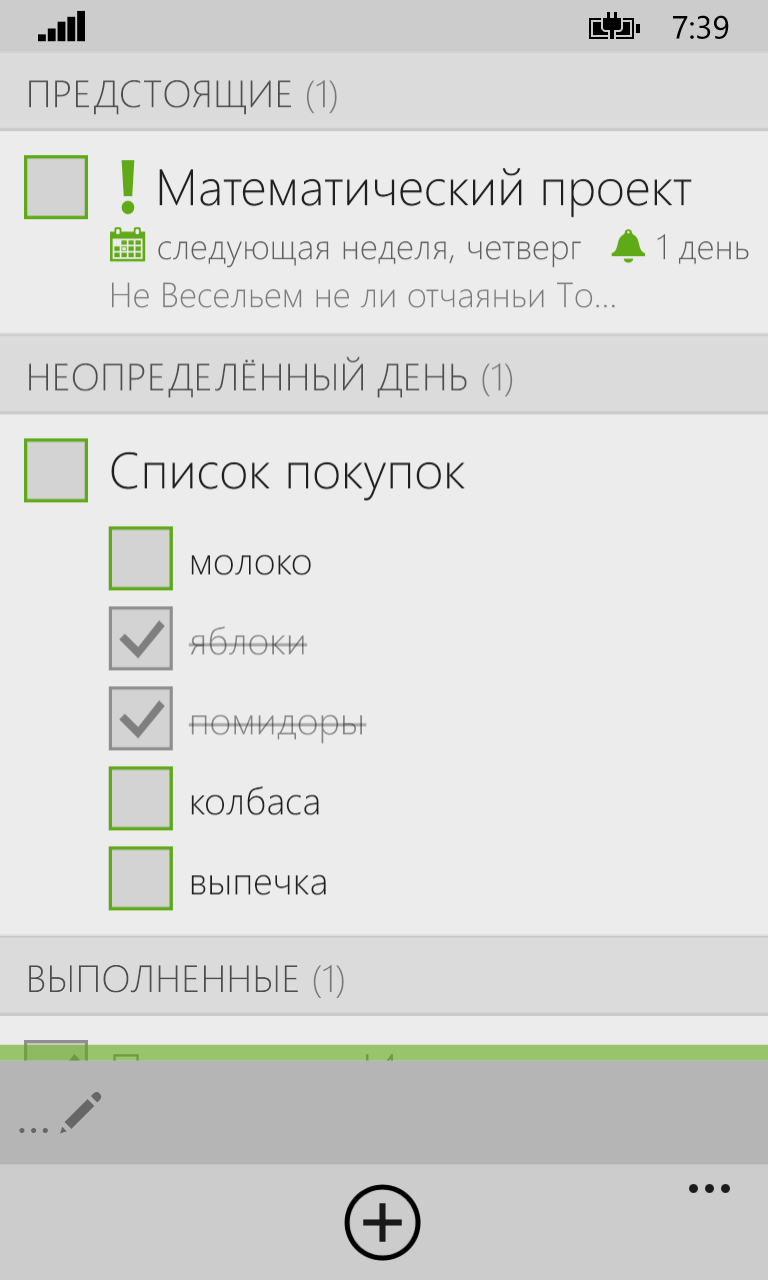 7:39
ПРЕДСТОЯЩИЕ (1)
! Математический проект
следующая неделя, четверг 1 день
Не Весельем не ли отчаяньи То...
НЕОПРЕДЕЛЁННЫЙ ДЕНЬ (1)
Список покупок
молоко
яблоки
помидоры
колбаса
выпечка
ВЫПОЛНЕННЫЕ (1)
...